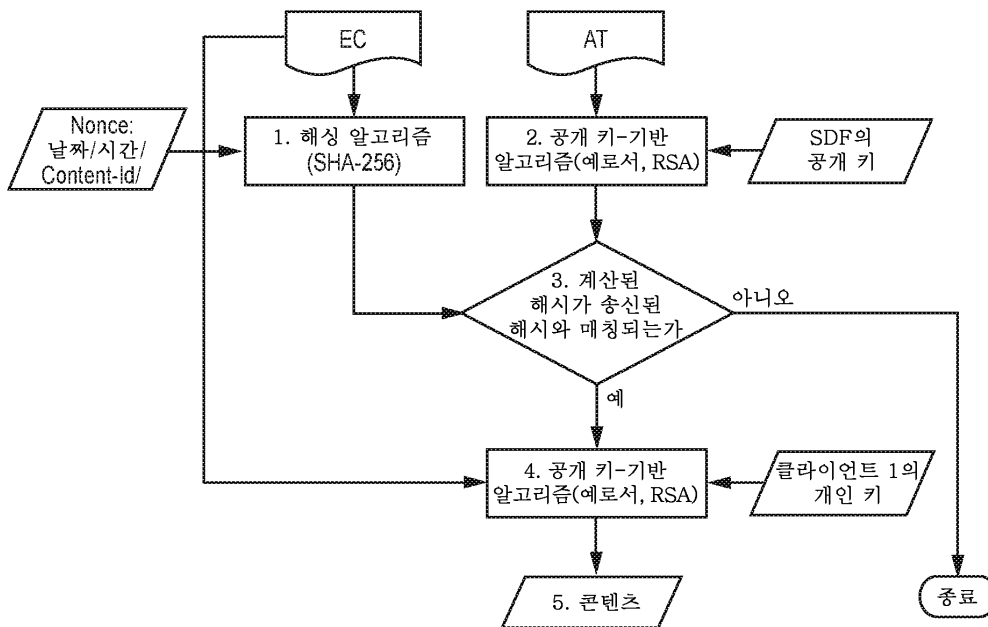 EC
AT
Nonce:
날짜/시간/
Content-Id/
1. 해싱 알고리즘
(SHA-256)
2. 공개 키-기반
알고리즘(예로서, RSA)
SDF의
공개 키
3. 계산된
해시가 송신된
해시와 매칭되는가
아니오
예
4. 공개 키-기반
알고리즘(예로서, RSA)
클라이언트 1의
개인 키
5. 콘텐츠
종료